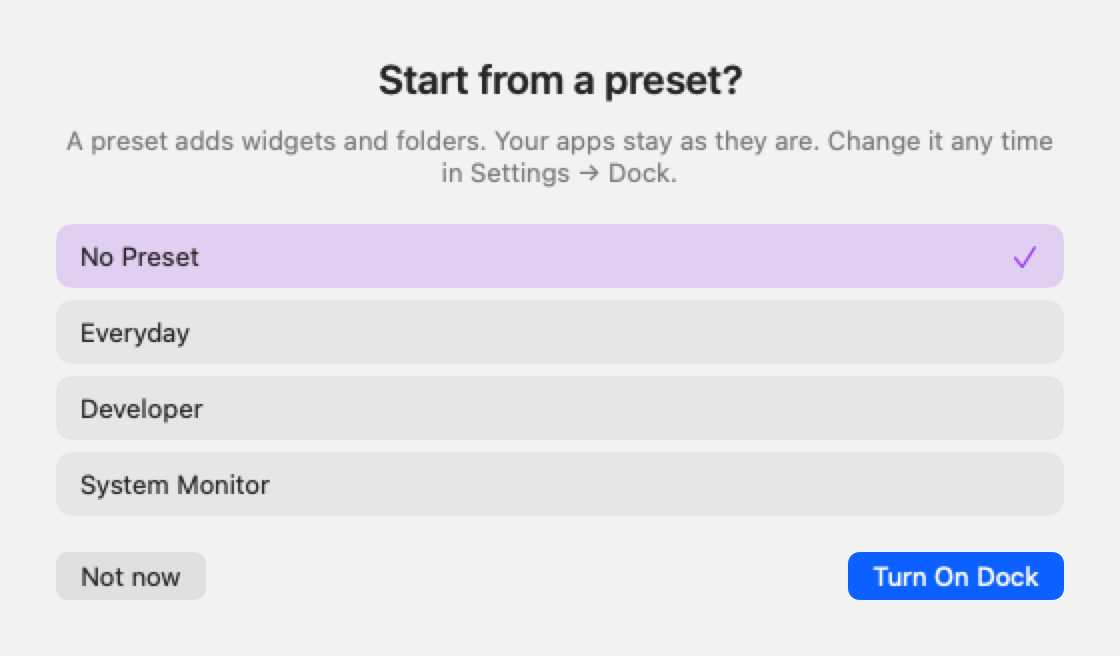 Start from a preset?
A preset adds widgets and folders. Your apps stay as they are. Change it any time
in Settings → Dock.
No Preset
Everyday
Developer
System Monitor
Not now
Turn On Dock